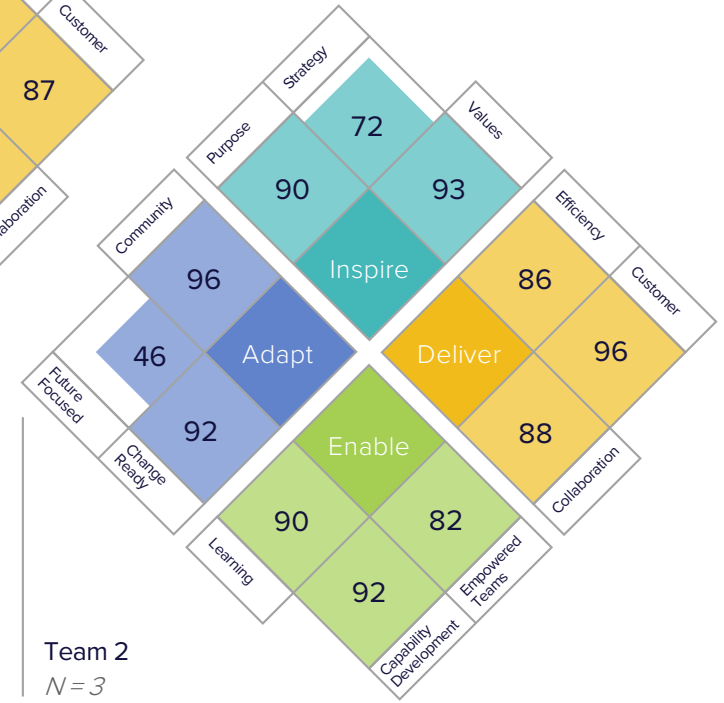 Customer
87
aboration
Strategy
72
Values
Purpose
90
93
Inspire
Community
96
46
Adapt
92
Future
Focused
Change
Ready
Efficiency
Customer
86
96
Deliver
88
Collaboration
Enable
90
82
92
Learning
Empowered
Teams
Capability
Development
Team 2
N = 3